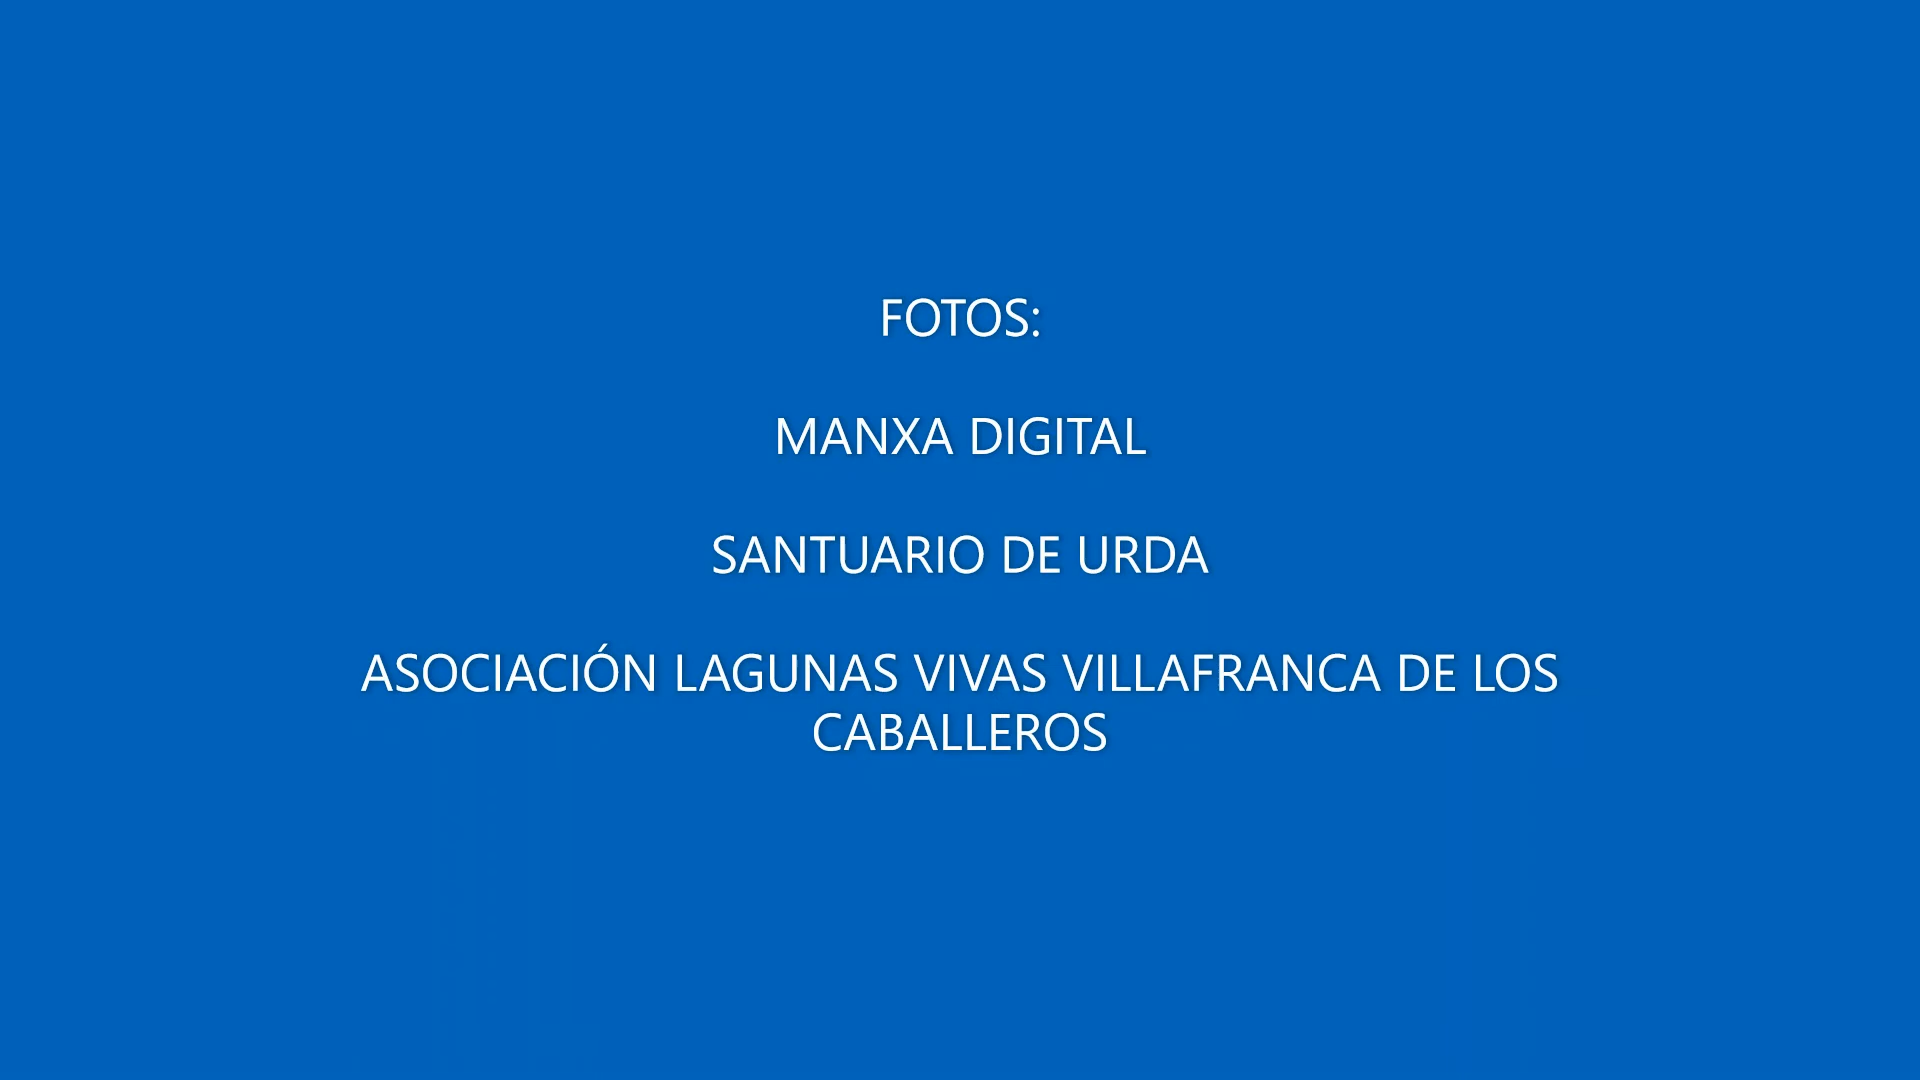 FOTOS:
MANXA DIGITAL
SANTUARIO DE URDA
ASOCIACIÓN LAGUNAS VIVAS VILLAFRANCA DE LOS
CABALLEROS